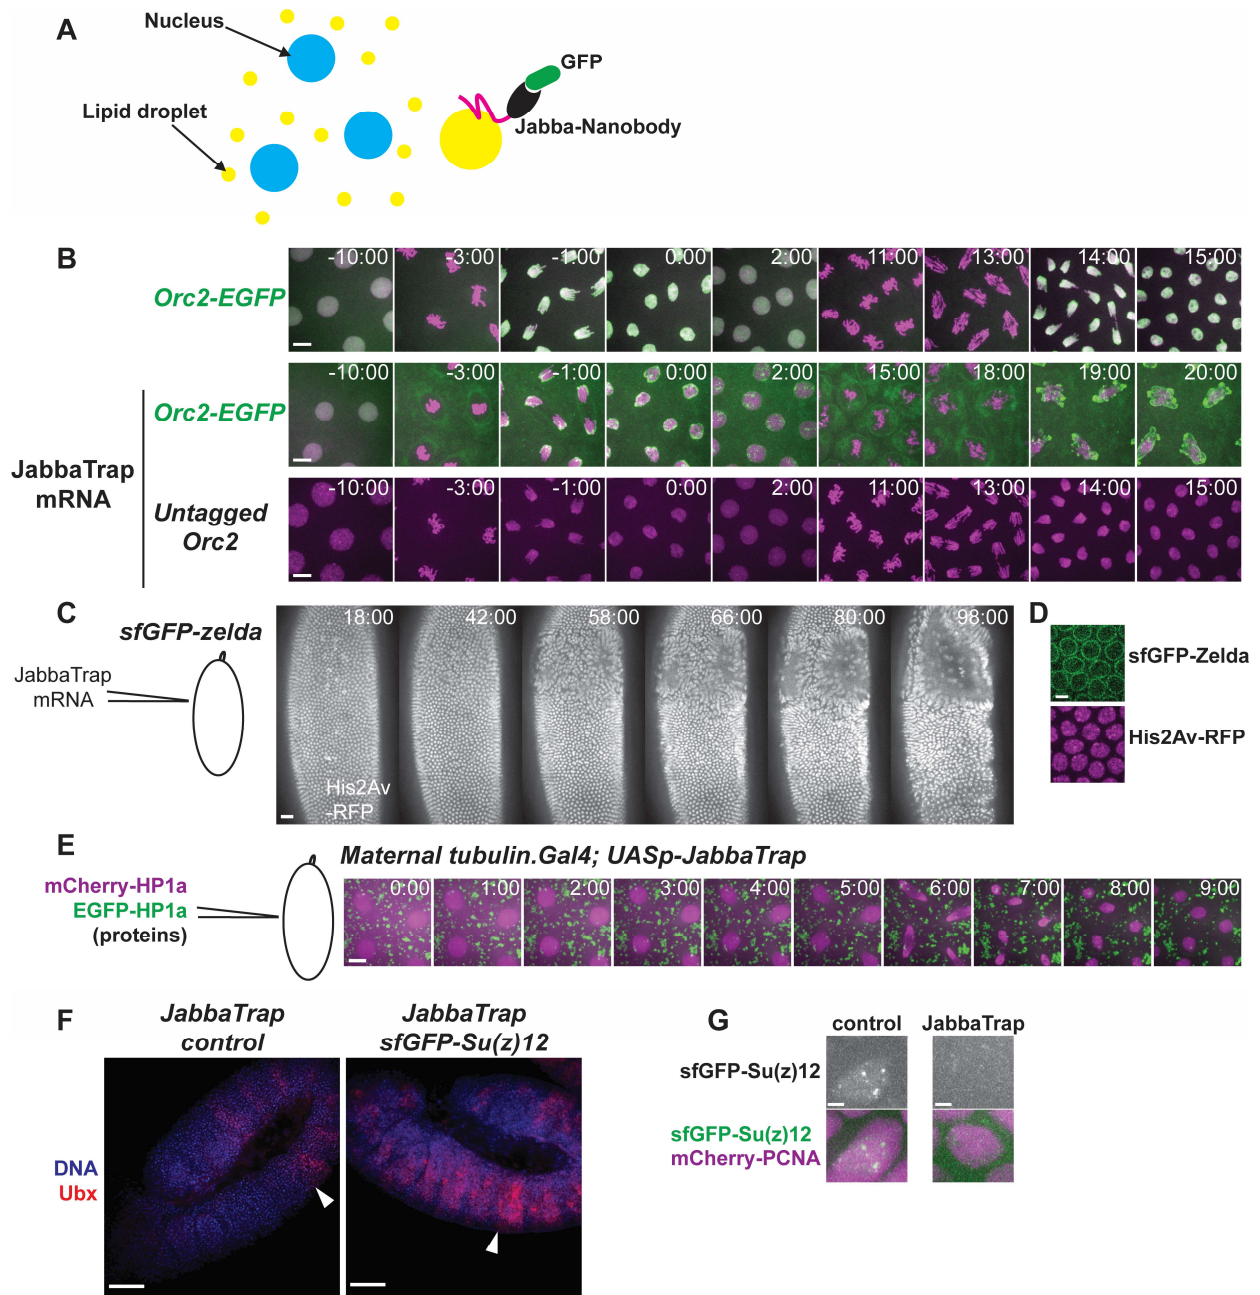 A
Nucleus
GFP
Lipid droplet
Jabba-Nanobody
B
Orc2-EGFP
-10:00 -3:00 -1:00 0:00 2:00 11:00 13:00 14:00 15:00
JabbaTrap
mRNA
Orc2-EGFP
-10:00 -3:00 -1:00 0:00 2:00 15:00 18:00 19:00 20:00
Untagged
Orc2
-10:00 -3:00 -1:00 0:00 2:00 11:00 13:00 14:00 15:00
C
sfGFP-zelda
JabbaTrap
mRNA
18:00 42:00 58:00 66:00 80:00 98:00
His2Av
-RFP
D
sfGFP-Zelda
His2Av-RFP
E
Maternal tubulin.Gal4; UASp-JabbaTrap
mCherry-HP1a
EGFP-HP1a
(proteins)
0:00 1:00 2:00 3:00 4:00 5:00 6:00 7:00 8:00 9:00
F
JabbaTrap
control
JabbaTrap
sfGFP-Su(z)12
DNA
Ubx
G
control JabbaTrap
sfGFP-Su(z)12
sfGFP-Su(z)12
mCherry-PCNA